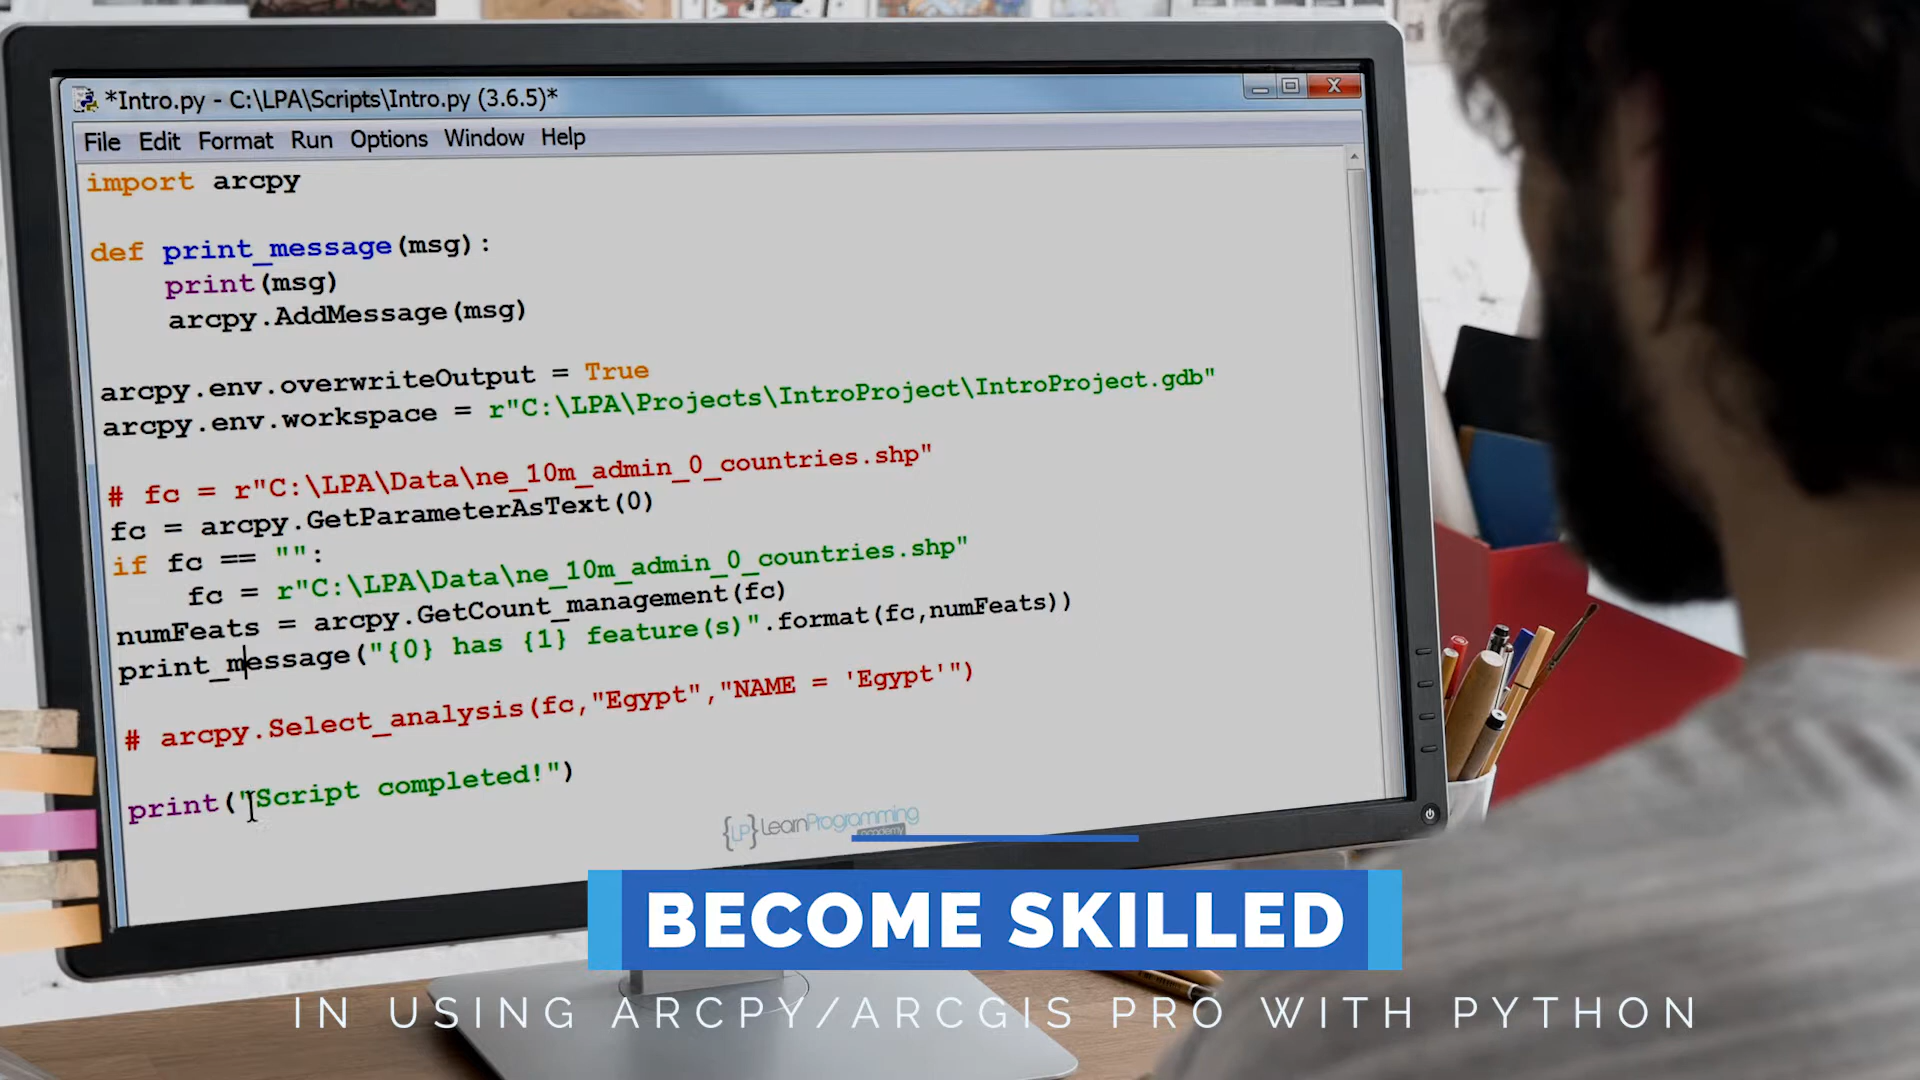 *Intro.py - C:\LPA\Scripts\Intro.py (3.6.5)*
File Edit Format Run Options Window Help
import arcpy
def print_message(msg):
    print(msg)
    arcpy.AddMessage(msg)
arcpy.env.overwriteOutput = True
arcpy.env.workspace = r"C:\LPA\Projects\IntroProject\IntroProject.gdb"
# fc = r"C:\LPA\Data\ne_10m_admin_0_countries.shp"
fc = arcpy.GetParameterAsText(0)
if fc == "":
    fc = r"C:\LPA\Data\ne_10m_admin_0_countries.shp"
numFeats = arcpy.GetCount_management(fc)
print_message("{0} has {1} feature(s)".format(fc,numFeats))
# arcpy.Select_analysis(fc,"Egypt","NAME = 'Egypt'")
print("Script completed!")
{LP} LearnProgramming
academy
BECOME SKILLED
IN USING ARCPY/ARCGIS PRO WITH PYTHON